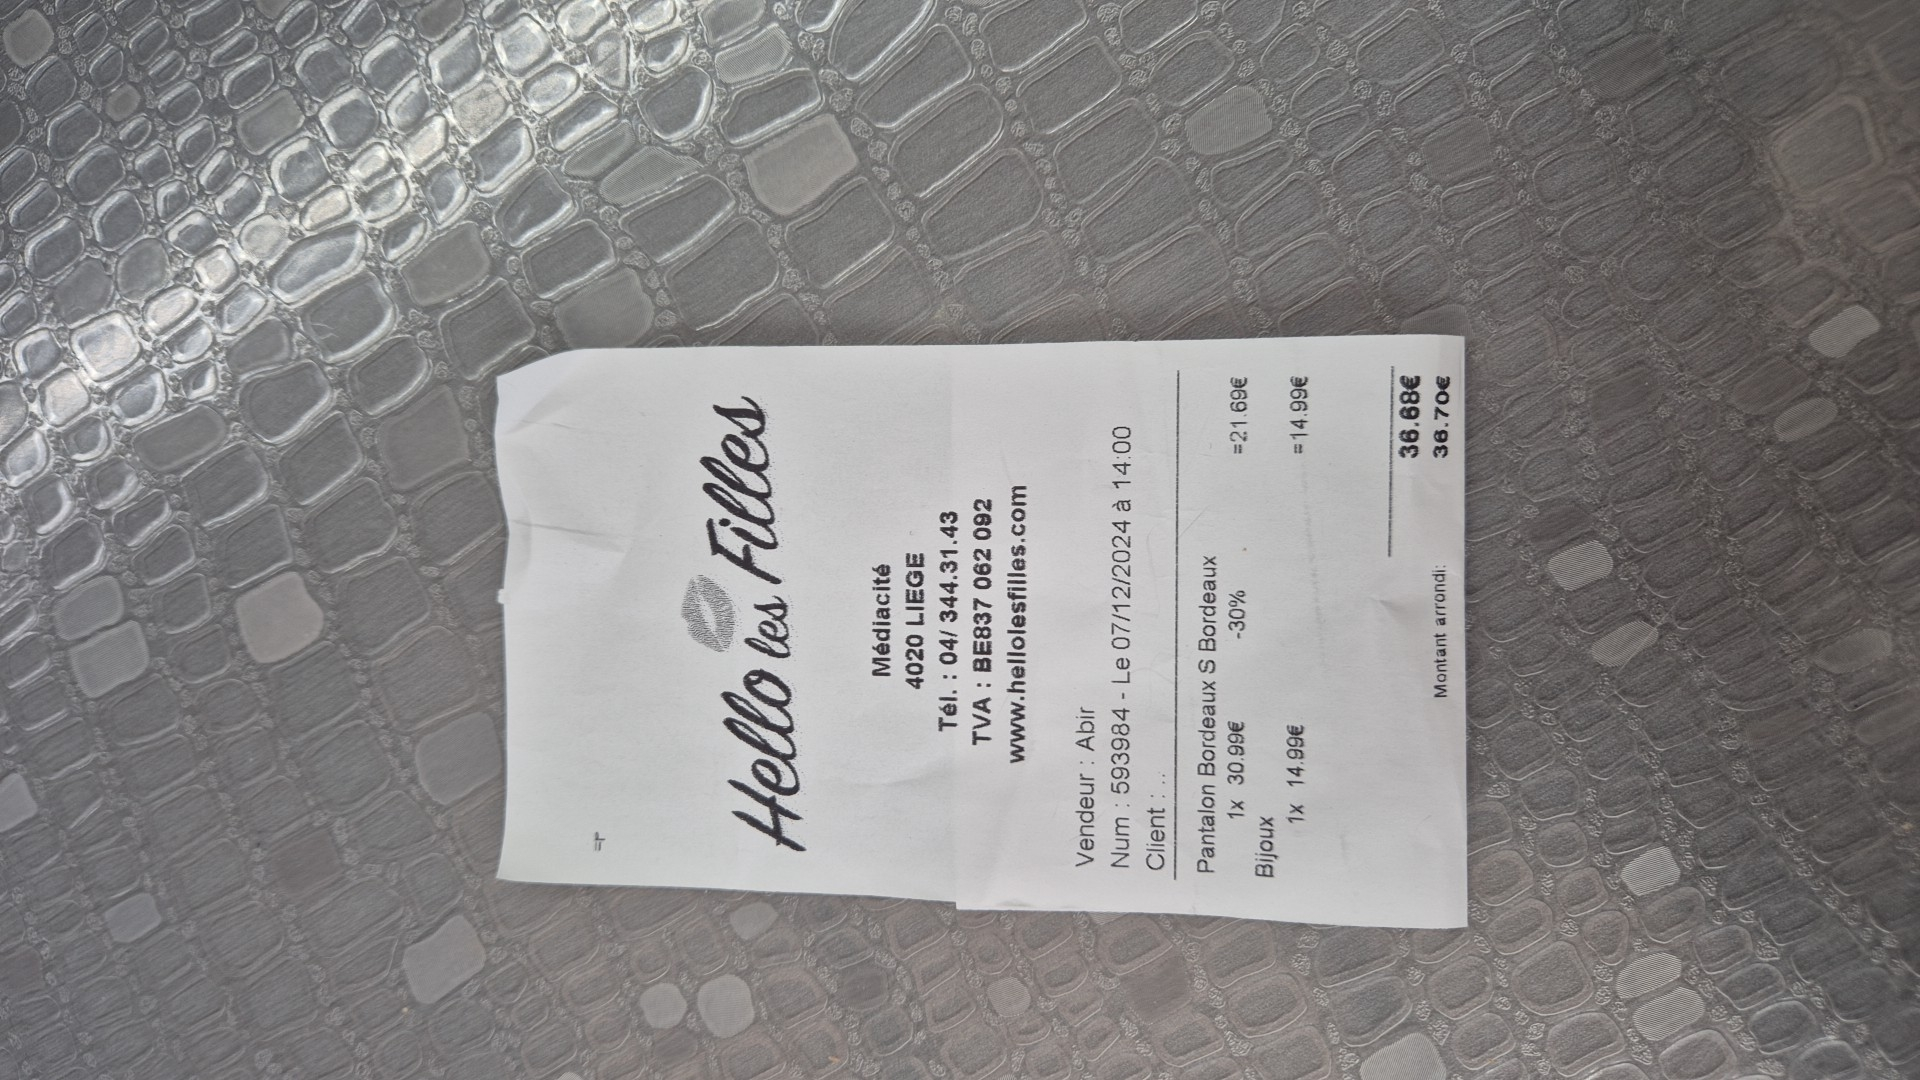 Hello les Filles
Médiacité
4020 LIEGE
Tél. : 04/ 344.31.43
TVA : BE837 062 092
www.hellolesfilles.com
Vendeur : Abir
Num : 593984 - Le 07/12/2024 à 14:00
Client : ..
Pantalon Bordeaux S Bordeaux
1x 30.99€ -30% =21.69€
Bijoux
1x 14.99€ =14.99€
36.68€
Montant arrondi: 36.70€